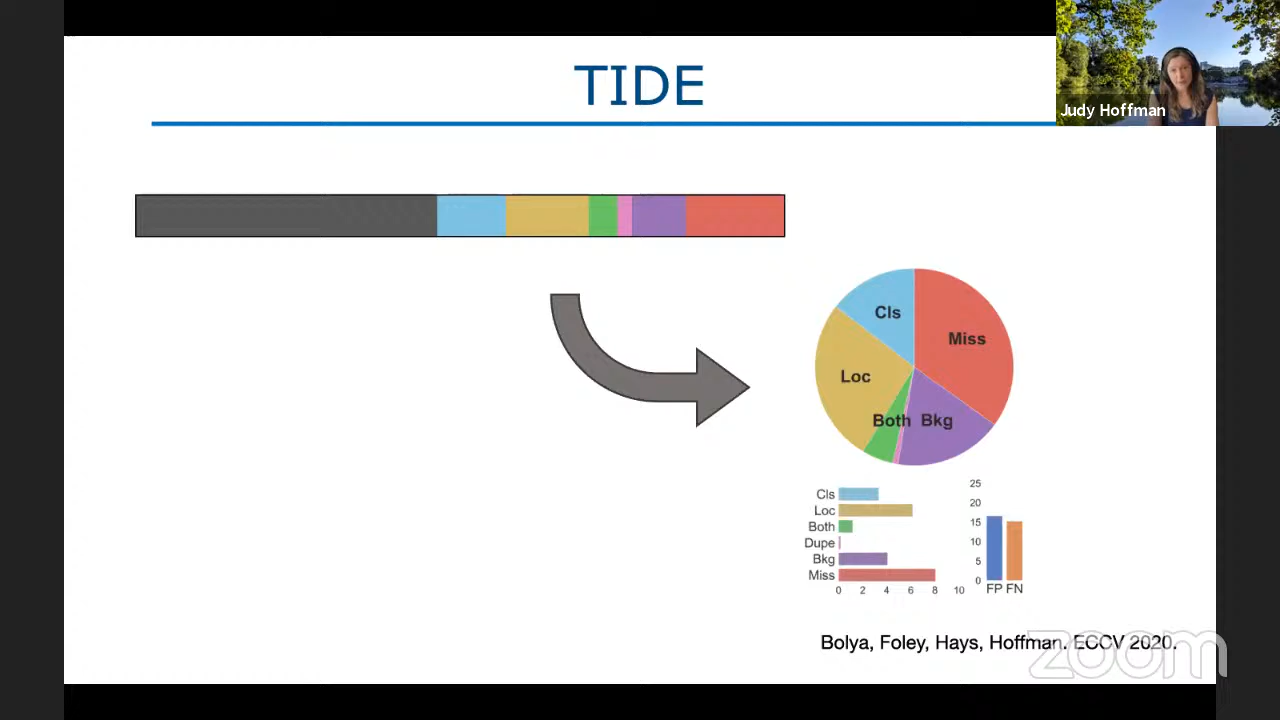 TIDE
Judy Hoffman
Cls
Miss
Loc
Both
Bkg
Cls
Loc
Both
Dupe
Bkg
Miss
0 2 4 6 8 10
25
20
15
10
5
0
FP FN
Bolya, Foley, Hays, Hoffman. ECCV 2020.
zoom